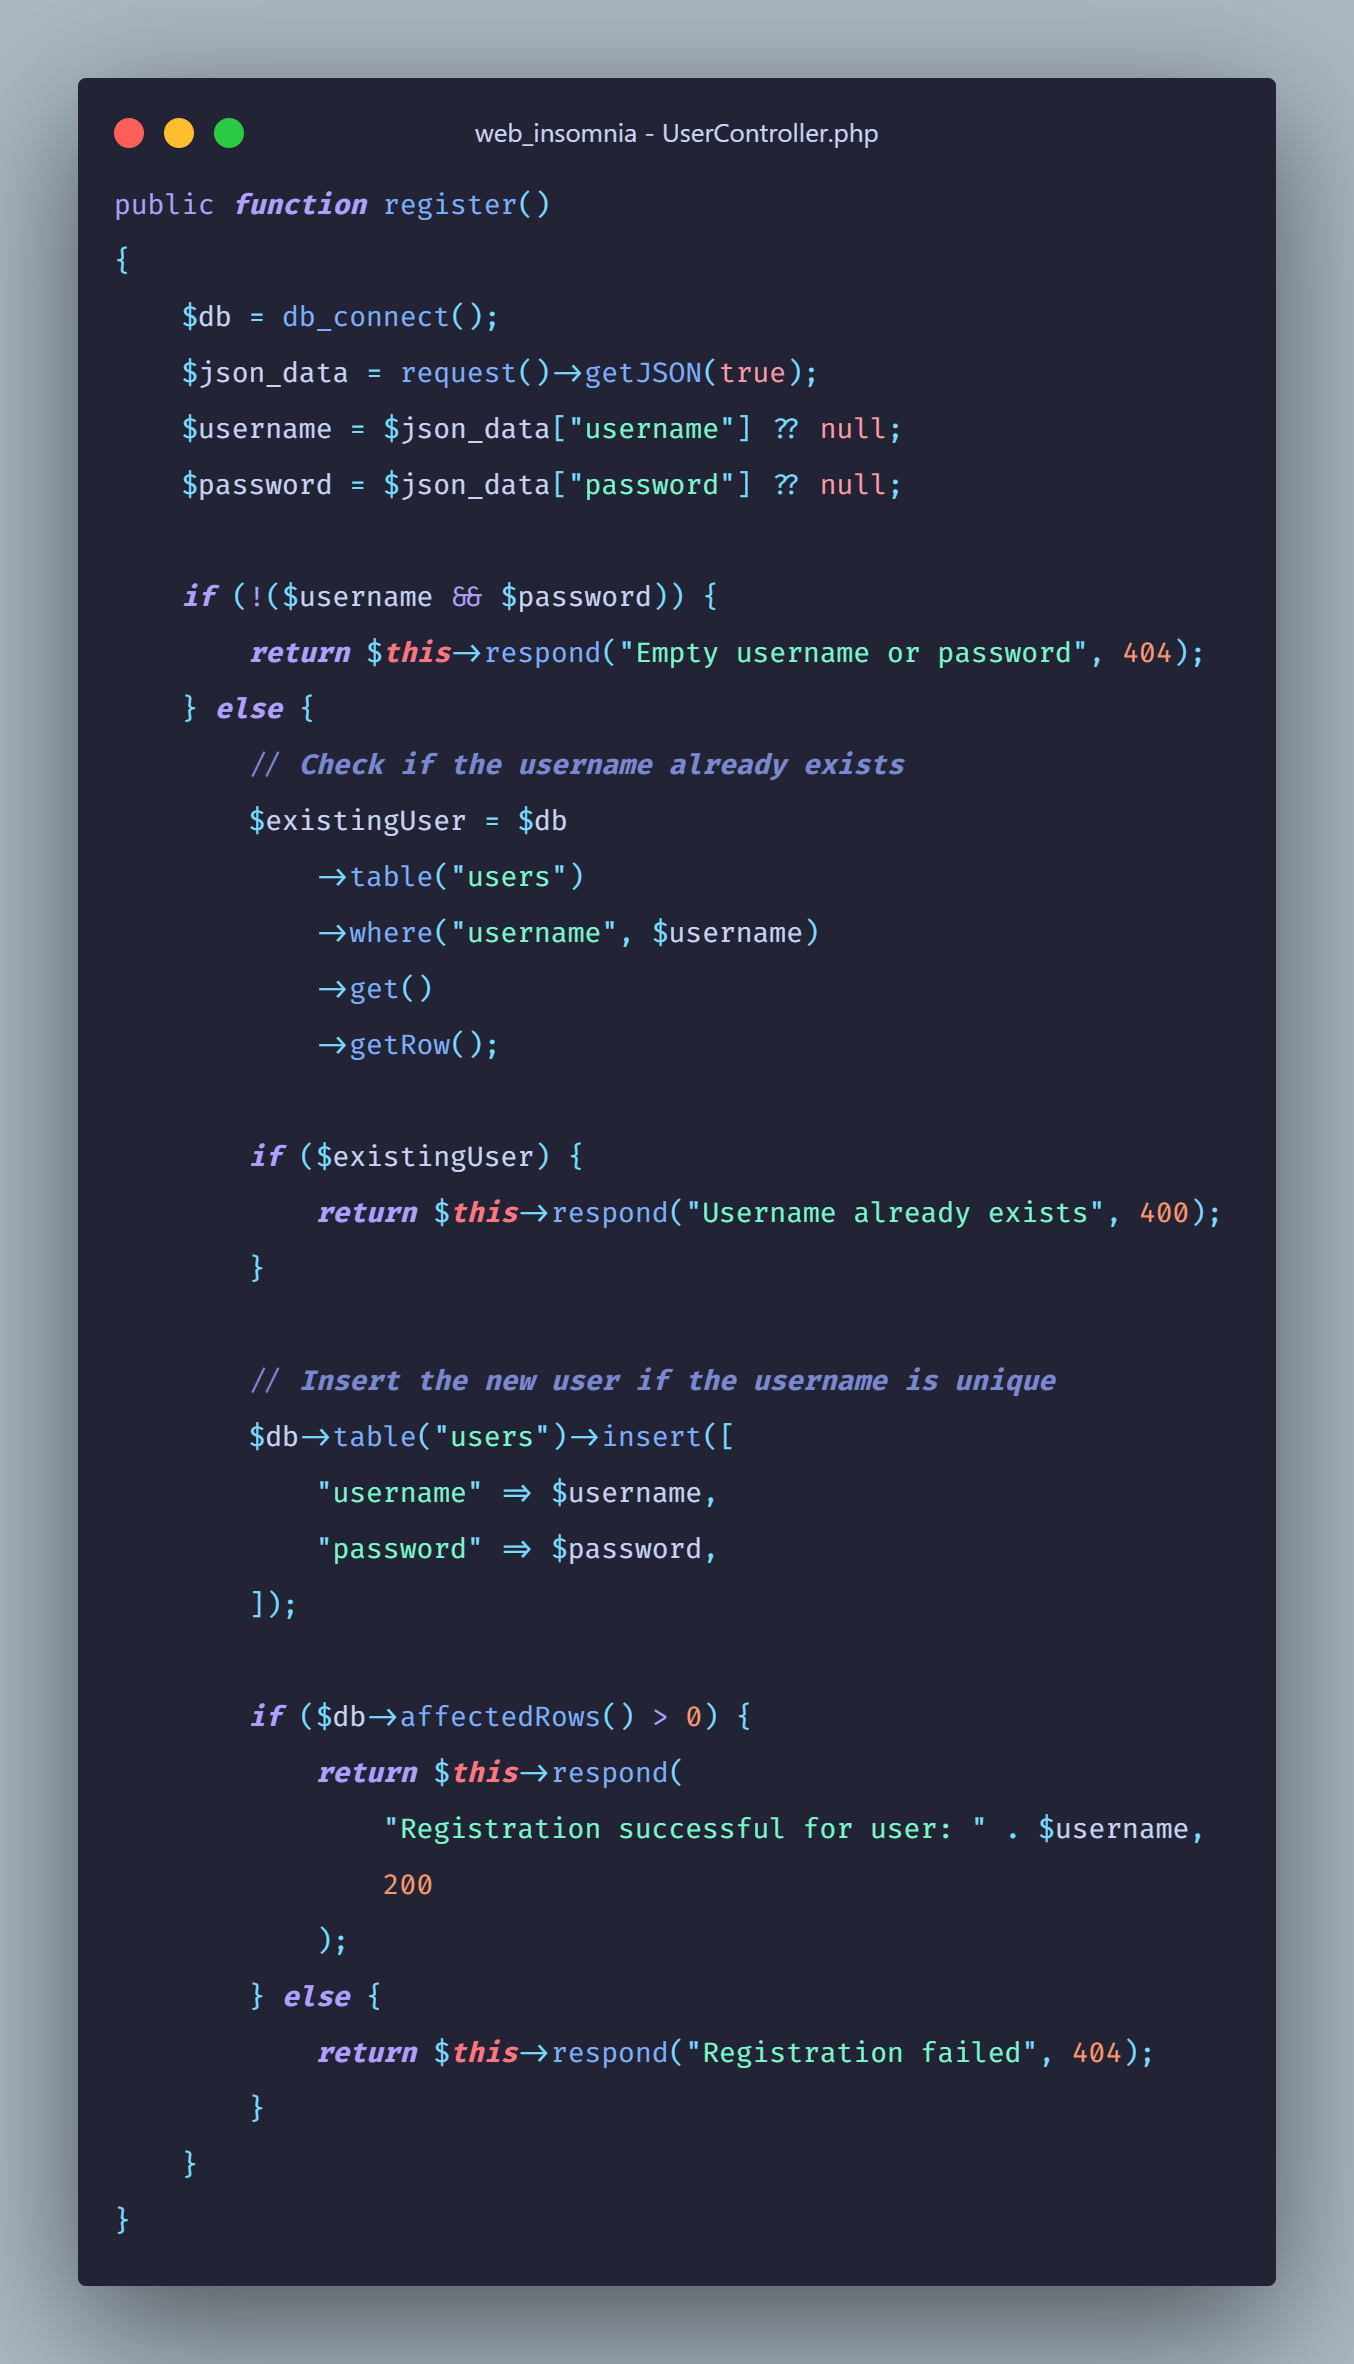 web_insomnia - UserController.php
public function register()
{
    $db = db_connect();
    $json_data = request()->getJSON(true);
    $username = $json_data["username"] ?? null;
    $password = $json_data["password"] ?? null;

    if (!($username && $password)) {
        return $this->respond("Empty username or password", 404);
    } else {
        // Check if the username already exists
        $existingUser = $db
            ->table("users")
            ->where("username", $username)
            ->get()
            ->getRow();

        if ($existingUser) {
            return $this->respond("Username already exists", 400);
        }

        // Insert the new user if the username is unique
        $db->table("users")->insert([
            "username" => $username,
            "password" => $password,
        ]);

        if ($db->affectedRows() > 0) {
            return $this->respond(
                "Registration successful for user: " . $username,
                200
            );
        } else {
            return $this->respond("Registration failed", 404);
        }
    }
}